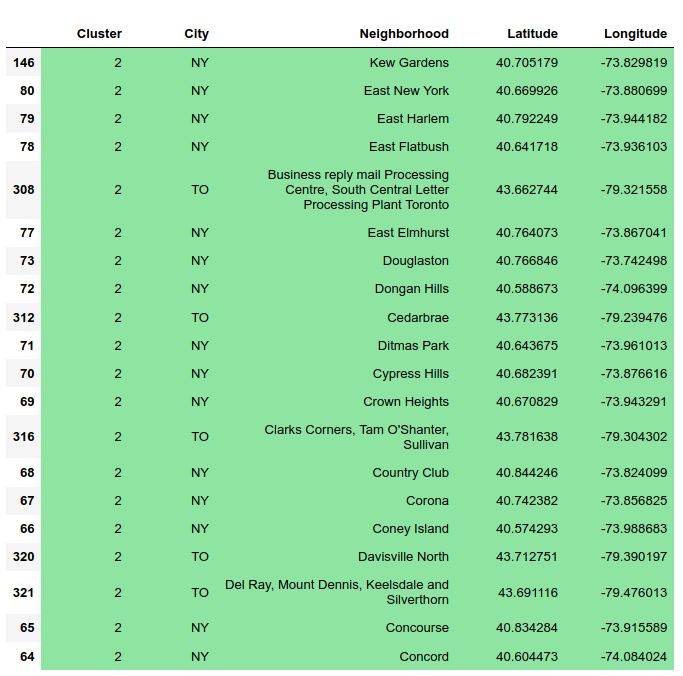 Cluster City Neighborhood Latitude Longitude
146 2 NY Kew Gardens 40.705179 -73.829819
80 2 NY East New York 40.669926 -73.880699
79 2 NY East Harlem 40.792249 -73.944182
78 2 NY East Flatbush 40.641718 -73.936103
Business reply mail Processing
308 2 TO Centre, South Central Letter 43.662744 -79.321558
Processing Plant Toronto
77 2 NY East Elmhurst 40.764073 -73.867041
73 2 NY Douglaston 40.766846 -73.742498
72 2 NY Dongan Hills 40.588673 -74.096399
312 2 TO Cedarbrae 43.773136 -79.239476
71 2 NY Ditmas Park 40.643675 -73.961013
70 2 NY Cypress Hills 40.682391 -73.876616
69 2 NY Crown Heights 40.670829 -73.943291
316 2 TO Clarks Corners, Tam O'Shanter, 43.781638 -79.304302
Sullivan
68 2 NY Country Club 40.844246 -73.824099
67 2 NY Corona 40.742382 -73.856825
66 2 NY Coney Island 40.574293 -73.988683
320 2 TO Davisville North 43.712751 -79.390197
321 2 TO Del Ray, Mount Dennis, Keelsdale and 43.691116 -79.476013
Silverthorn
65 2 NY Concourse 40.834284 -73.915589
64 2 NY Concord 40.604473 -74.084024